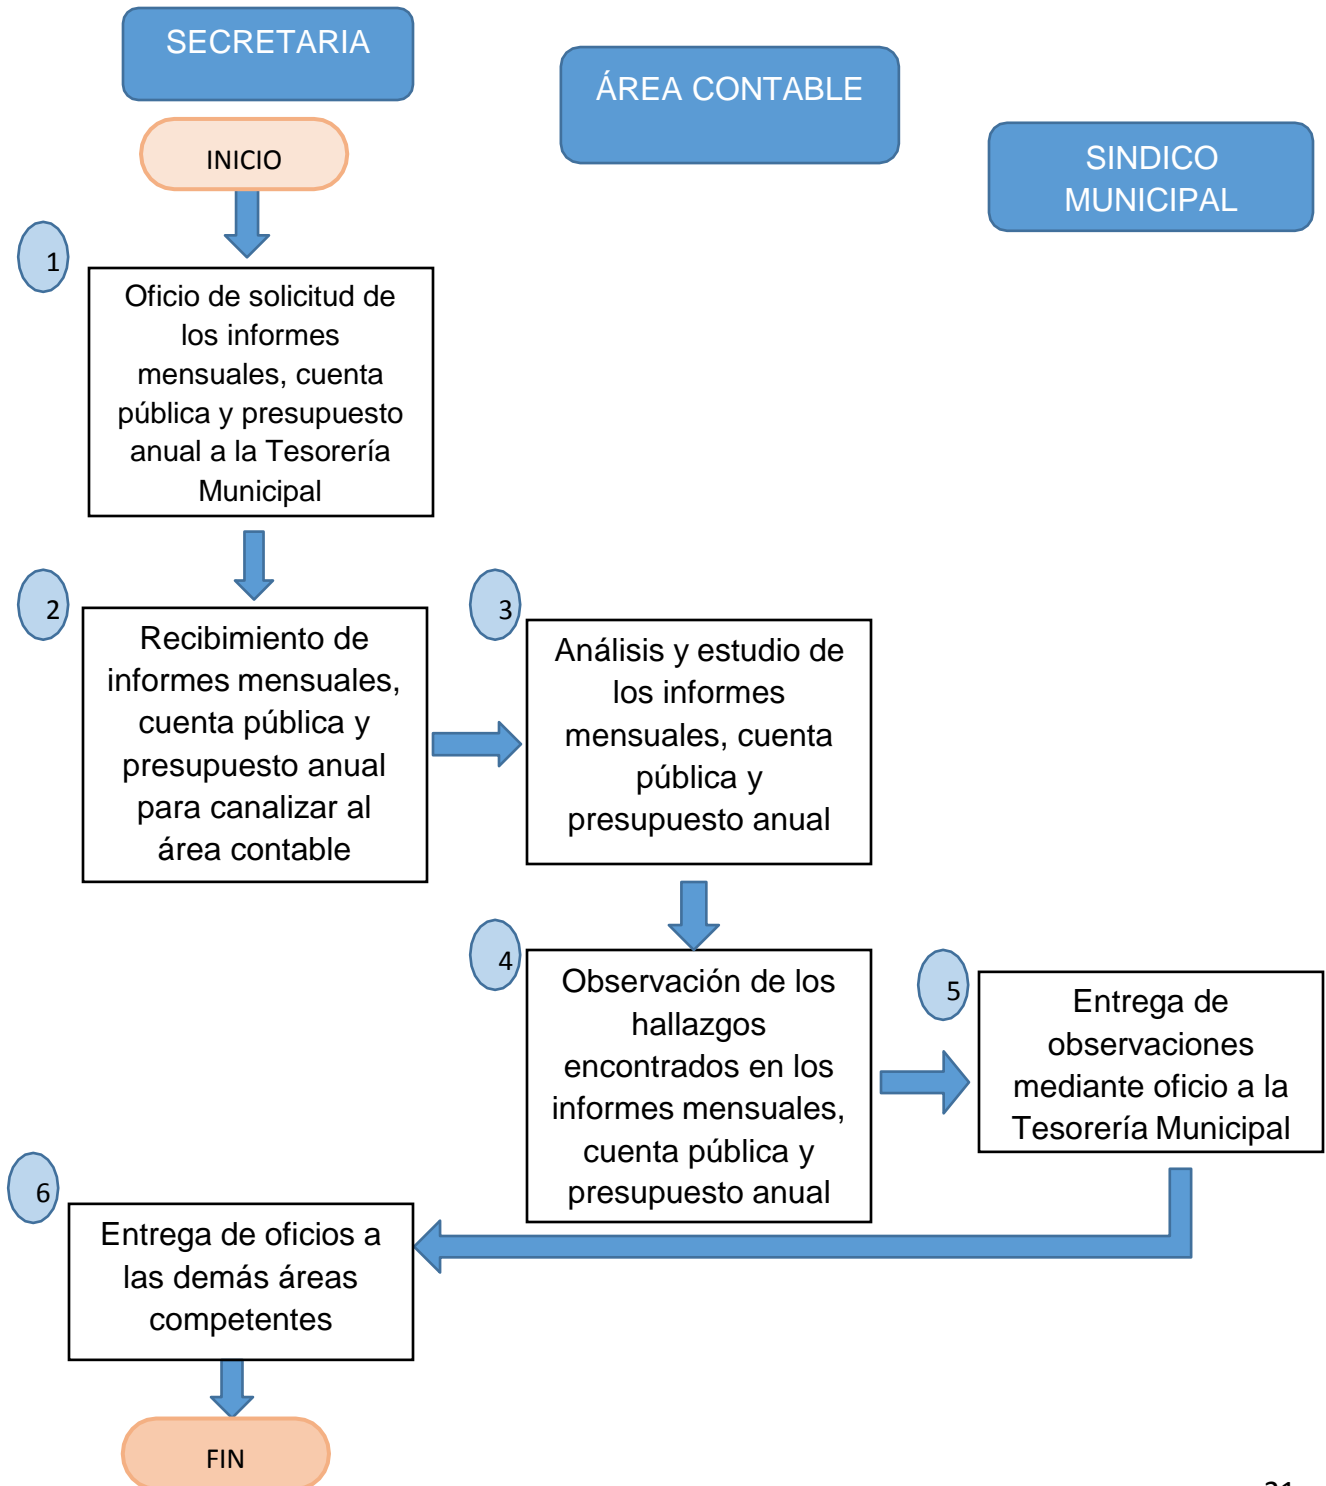 SECRETARIA
ÁREA CONTABLE
SINDICO
MUNICIPAL
INICIO
1
Oficio de solicitud de
los informes
mensuales, cuenta
pública y presupuesto
anual a la Tesorería
Municipal
2
Recibimiento de
informes mensuales,
cuenta pública y
presupuesto anual
para canalizar al
área contable
3
Análisis y estudio de
los informes
mensuales, cuenta
pública y
presupuesto anual
4
Observación de los
hallazgos
encontrados en los
informes mensuales,
cuenta pública y
presupuesto anual
5
Entrega de
observaciones
mediante oficio a la
Tesorería Municipal
6
Entrega de oficios a
las demás áreas
competentes
FIN